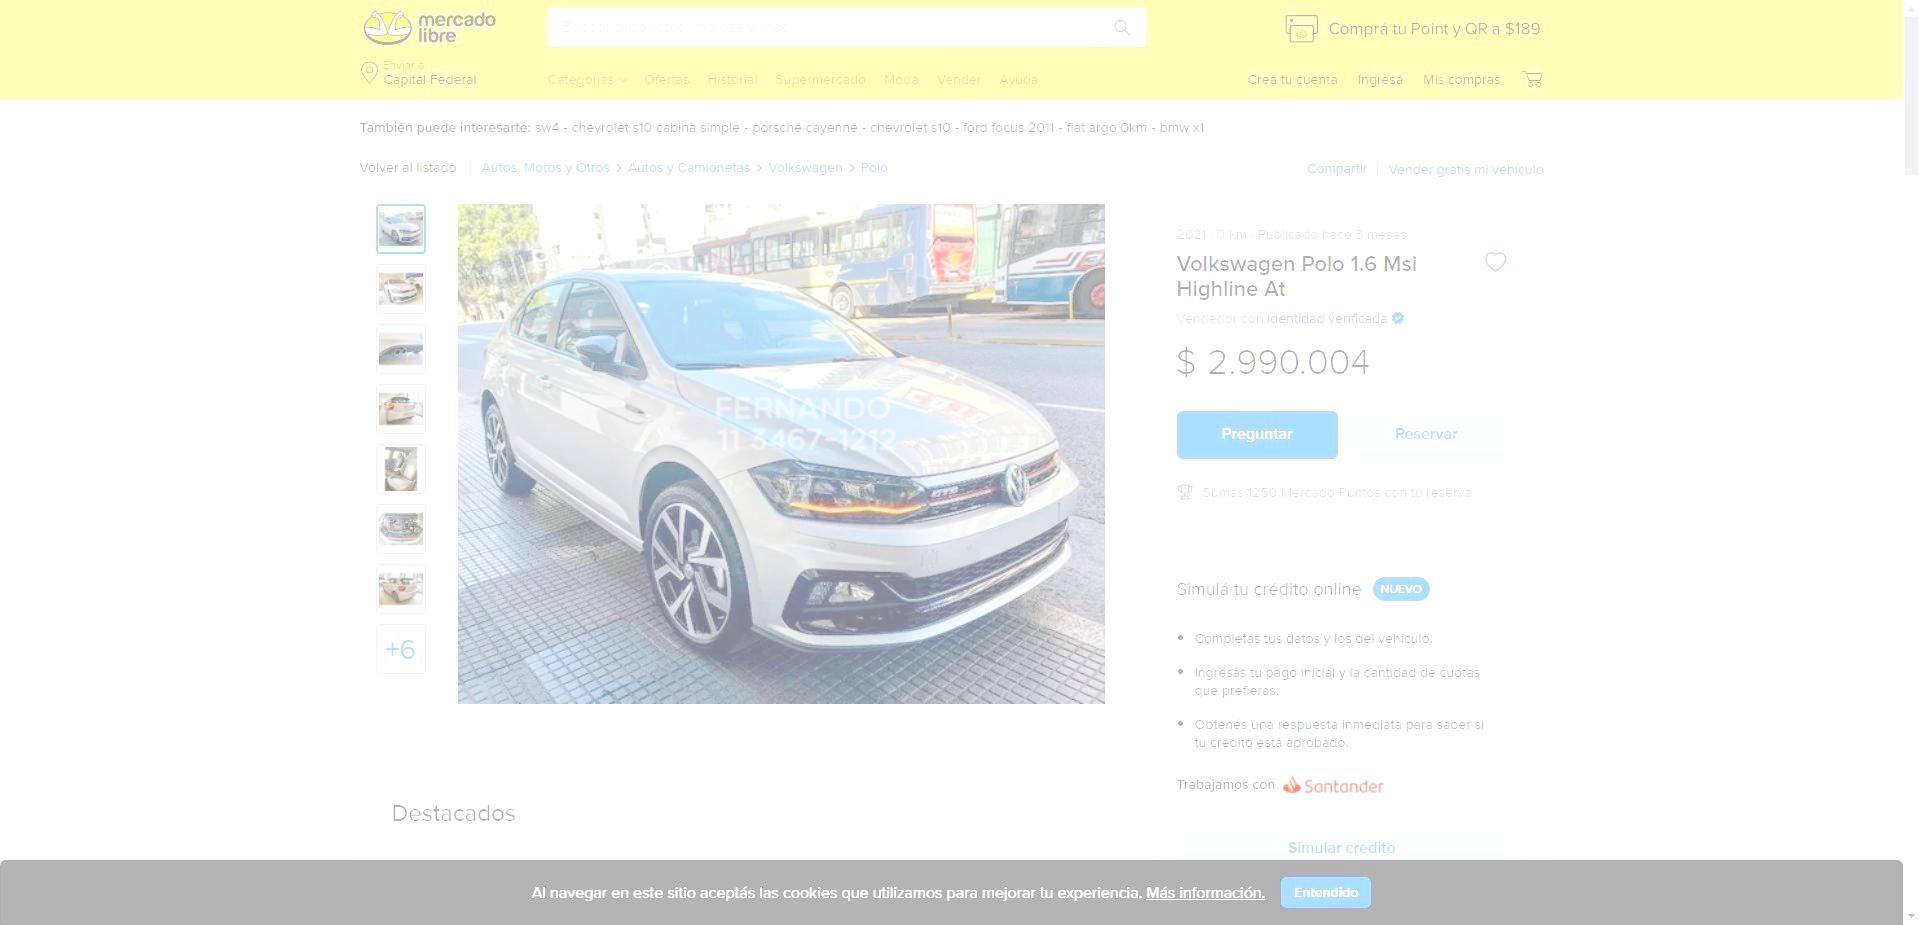 mercado
libre
Buscar productos, marcas y más...
Comprá tu Point y QR a $189
Enviar a
Capital Federal
Categorías Ofertas Historial Supermercado Moda Vender Ayuda
Creá tu cuenta Ingresá Mis compras
También puede interesarte: sw4 - chevrolet s10 cabina simple - porsche cayenne - chevrolet s10 - ford focus 2011 - fiat argo 0km - bmw x1
Volver al listado | Autos, Motos y Otros > Autos y Camionetas > Volkswagen > Polo
Compartir | Vender gratis mi vehículo
+6
FERNANDO
11 3467-1212
2021 | 0 km · Publicado hace 3 meses
Volkswagen Polo 1.6 Msi
Highline At
Vendedor con identidad verificada
$ 2.990.004
Preguntar
Reservar
Sumás 1250 Mercado Puntos con tu reserva.
Simulá tu crédito online NUEVO
• Completás tus datos y los del vehículo.
• Ingresás tu pago inicial y la cantidad de cuotas
que prefieras.
• Obtenés una respuesta inmediata para saber si
tu crédito está aprobado.
Trabajamos con Santander
Simular crédito
Destacados
Al navegar en este sitio aceptás las cookies que utilizamos para mejorar tu experiencia. Más información.
Entendido